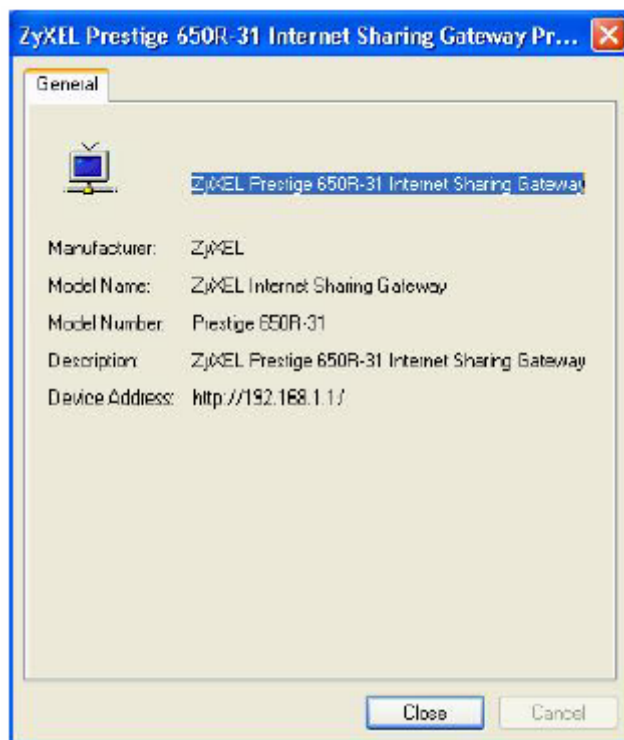 ZyXEL Prestige 650R-31 Internet Sharing Gateway Pr...
General
ZyXEL Prestige 650R-31 Internet Sharing Gateway
Manufacturer: ZyXEL
Model Name: ZyXEL Internet Sharing Gateway
Model Number: Prestige 650R-31
Description: ZyXEL Prestige 650R-31 Internet Sharing Gateway
Device Address: http://192.168.1.1/
Close Cancel